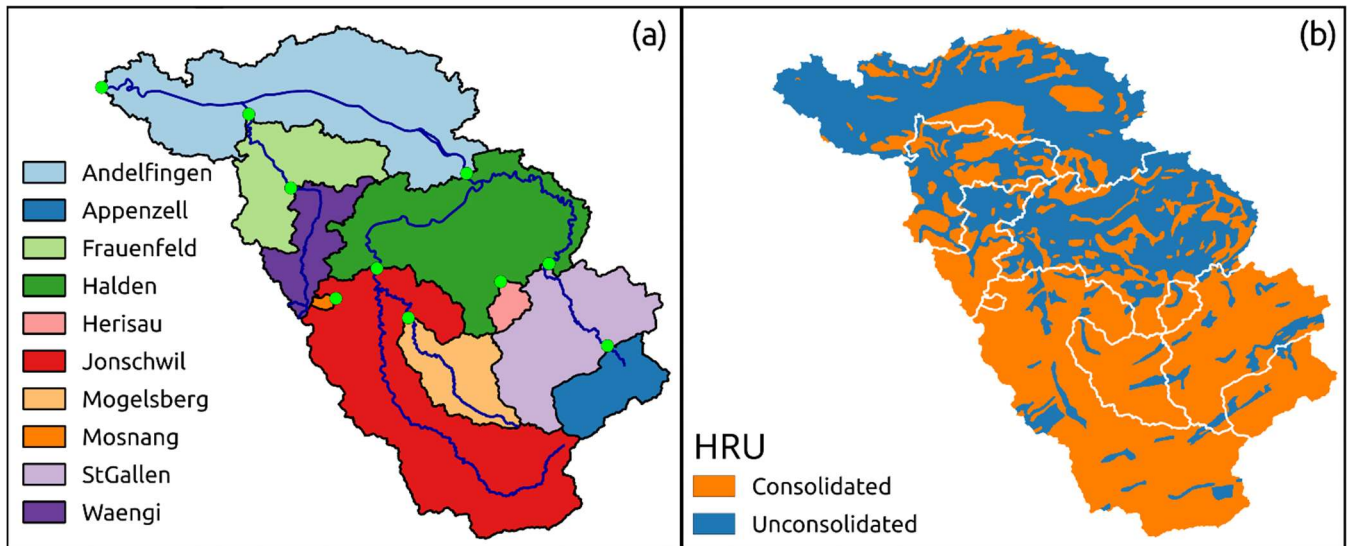 (a)
Andelfingen
Appenzell
Frauenfeld
Halden
Herisau
Jonschwil
Mogelsberg
Mosnang
StGallen
Waengi
(b)
HRU
Consolidated
Unconsolidated